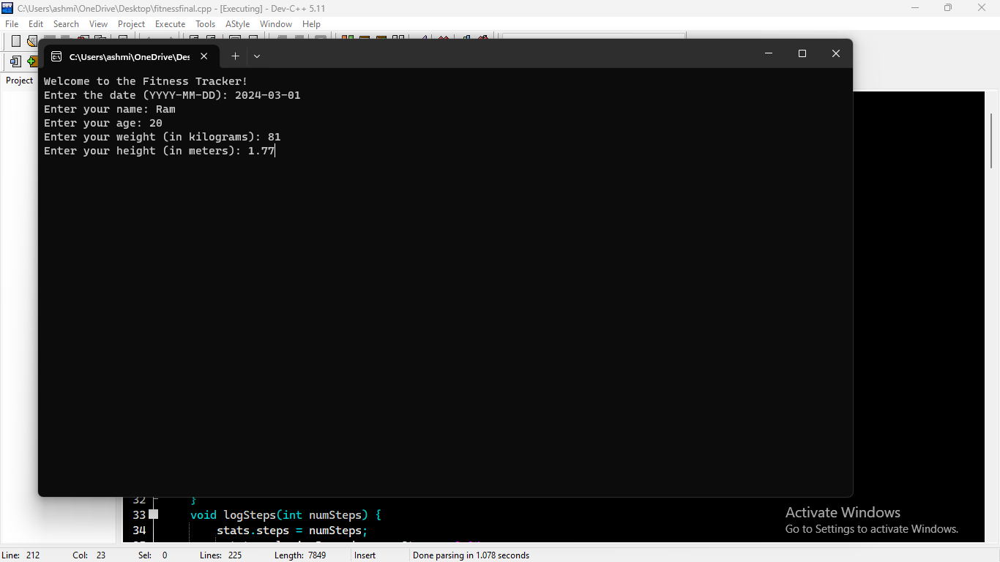 C:\Users\ashmi\OneDrive\Desktop\fitnessfinal.cpp - [Executing] - Dev-C++ 5.11
File Edit Search View Project Execute Tools AStyle Window Help
C:\Users\ashmi\OneDrive\Des
Project
Welcome to the Fitness Tracker!
Enter the date (YYYY-MM-DD): 2024-03-01
Enter your name: Ram
Enter your age: 20
Enter your weight (in kilograms): 81
Enter your height (in meters): 1.77
32 }
33 void logSteps(int numSteps) {
34 stats.steps = numSteps;
Activate Windows
Go to Settings to activate Windows.
Line: 212 Col: 23 Sel: 0 Lines: 225 Length: 7849 Insert Done parsing in 1.078 seconds